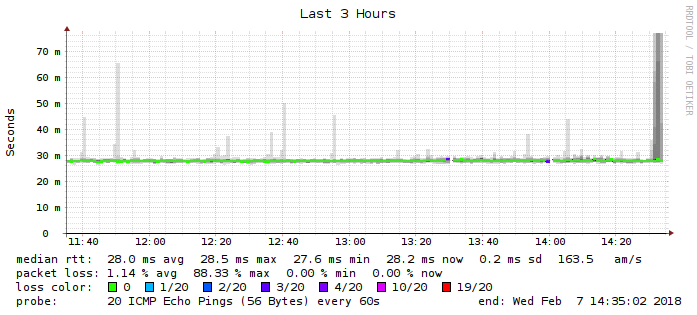 Last 3 Hours
RRDTOOL / TOBI OETIKER
Seconds
70 m
60 m
50 m
40 m
30 m
20 m
10 m
0
11:40 12:00 12:20 12:40 13:00 13:20 13:40 14:00 14:20
median rtt: 28.0 ms avg 28.5 ms max 27.6 ms min 28.2 ms now 0.2 ms sd 163.5 am/s
packet loss: 1.14 % avg 88.33 % max 0.00 % min 0.00 % now
loss color: 0 1/20 2/20 3/20 4/20 10/20 19/20
probe: 20 ICMP Echo Pings (56 Bytes) every 60s end: Wed Feb 7 14:35:02 2018